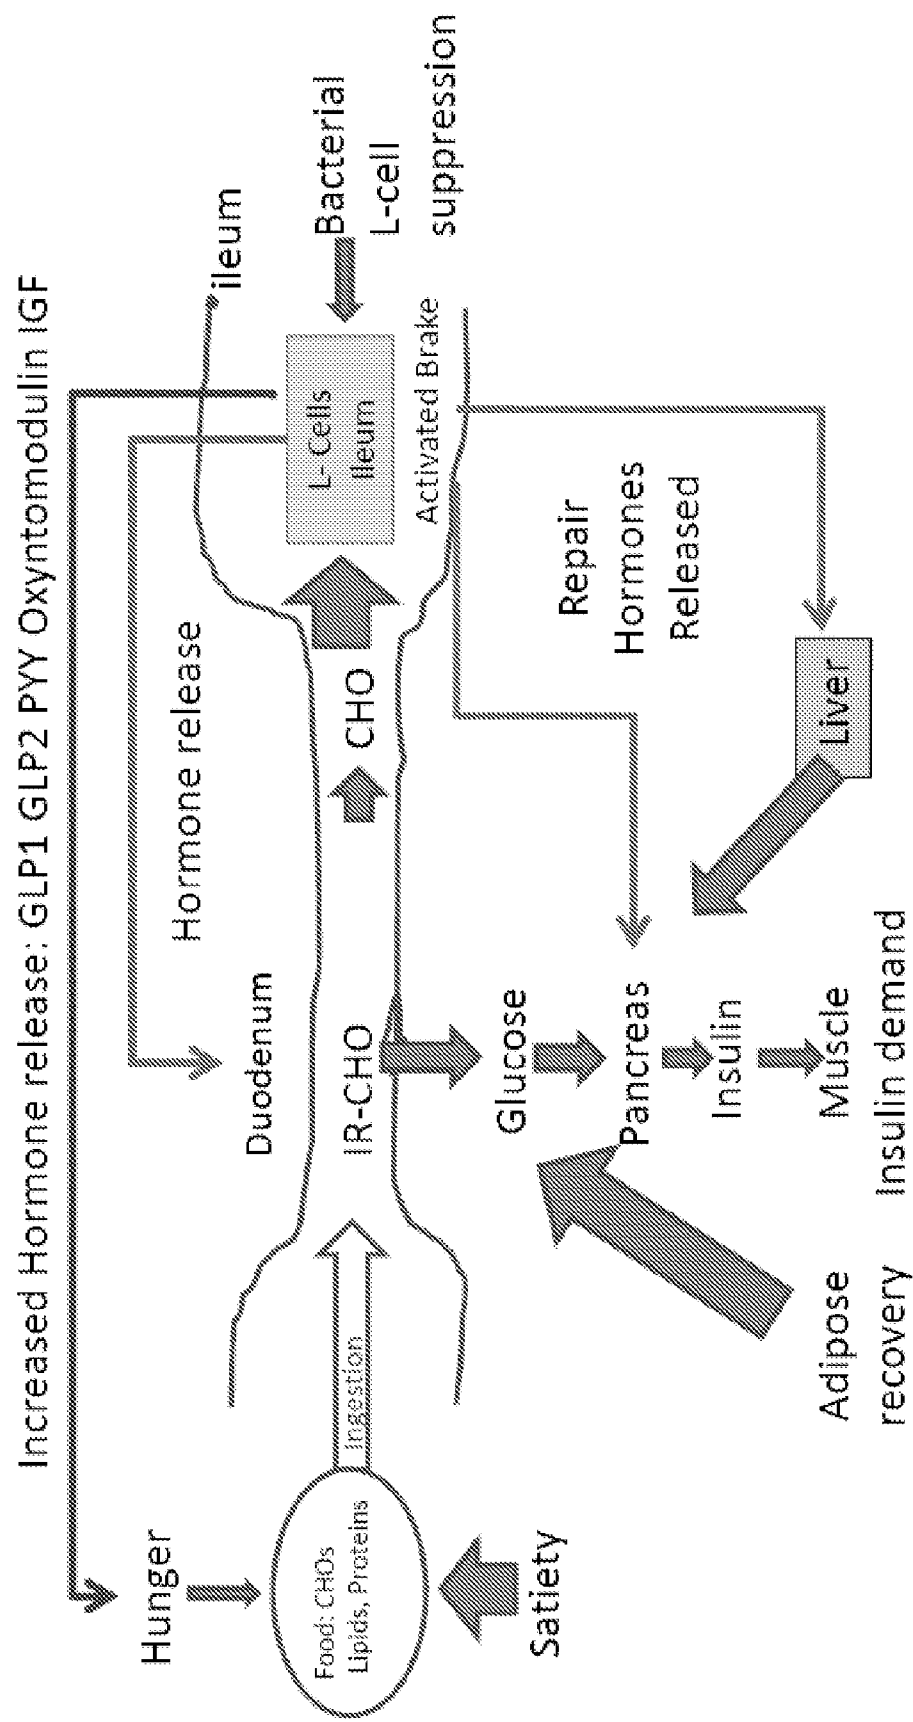 Increased Hormone release: GLP1 GLP2 PYY Oxyntomodulin IGF
Hunger
Hormone release
ileum
Duodenum
Food: CHOs
Lipids, Proteins
Ingestion
IR-CHO
CHO
L- Cells
Ileum
Bacterial
L-cell
suppression
Activated Brake
Satiety
Glucose
Repair
Hormones
Released
Pancreas
Insulin
Liver
Adipose
recovery
Muscle
Insulin demand